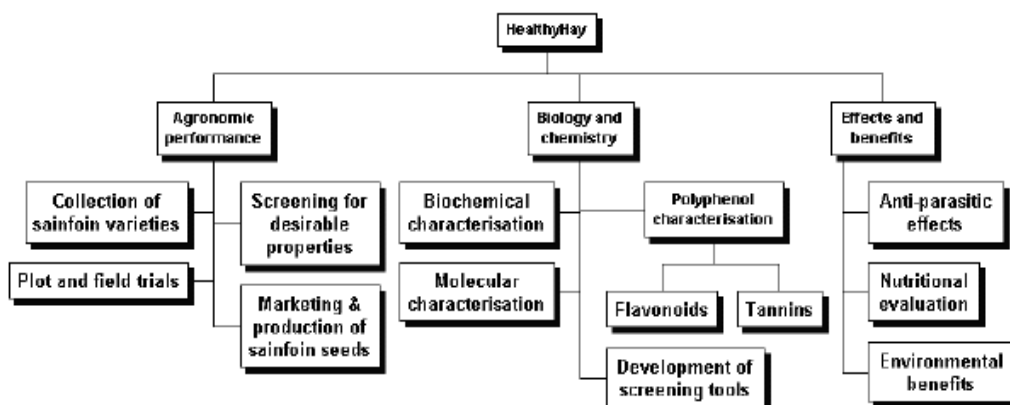 HealthyHay
Agronomic
performance
Biology and
chemistry
Effects and
benefits
Collection of
sainfoin varieties
Screening for
desirable
properties
Plot and field trials
Marketing &
production of
sainfoin seeds
Biochemical
characterisation
Polyphenol
characterisation
Molecular
characterisation
Flavonoids
Tannins
Development of
screening tools
Anti-parasitic
effects
Nutritional
evaluation
Environmental
benefits